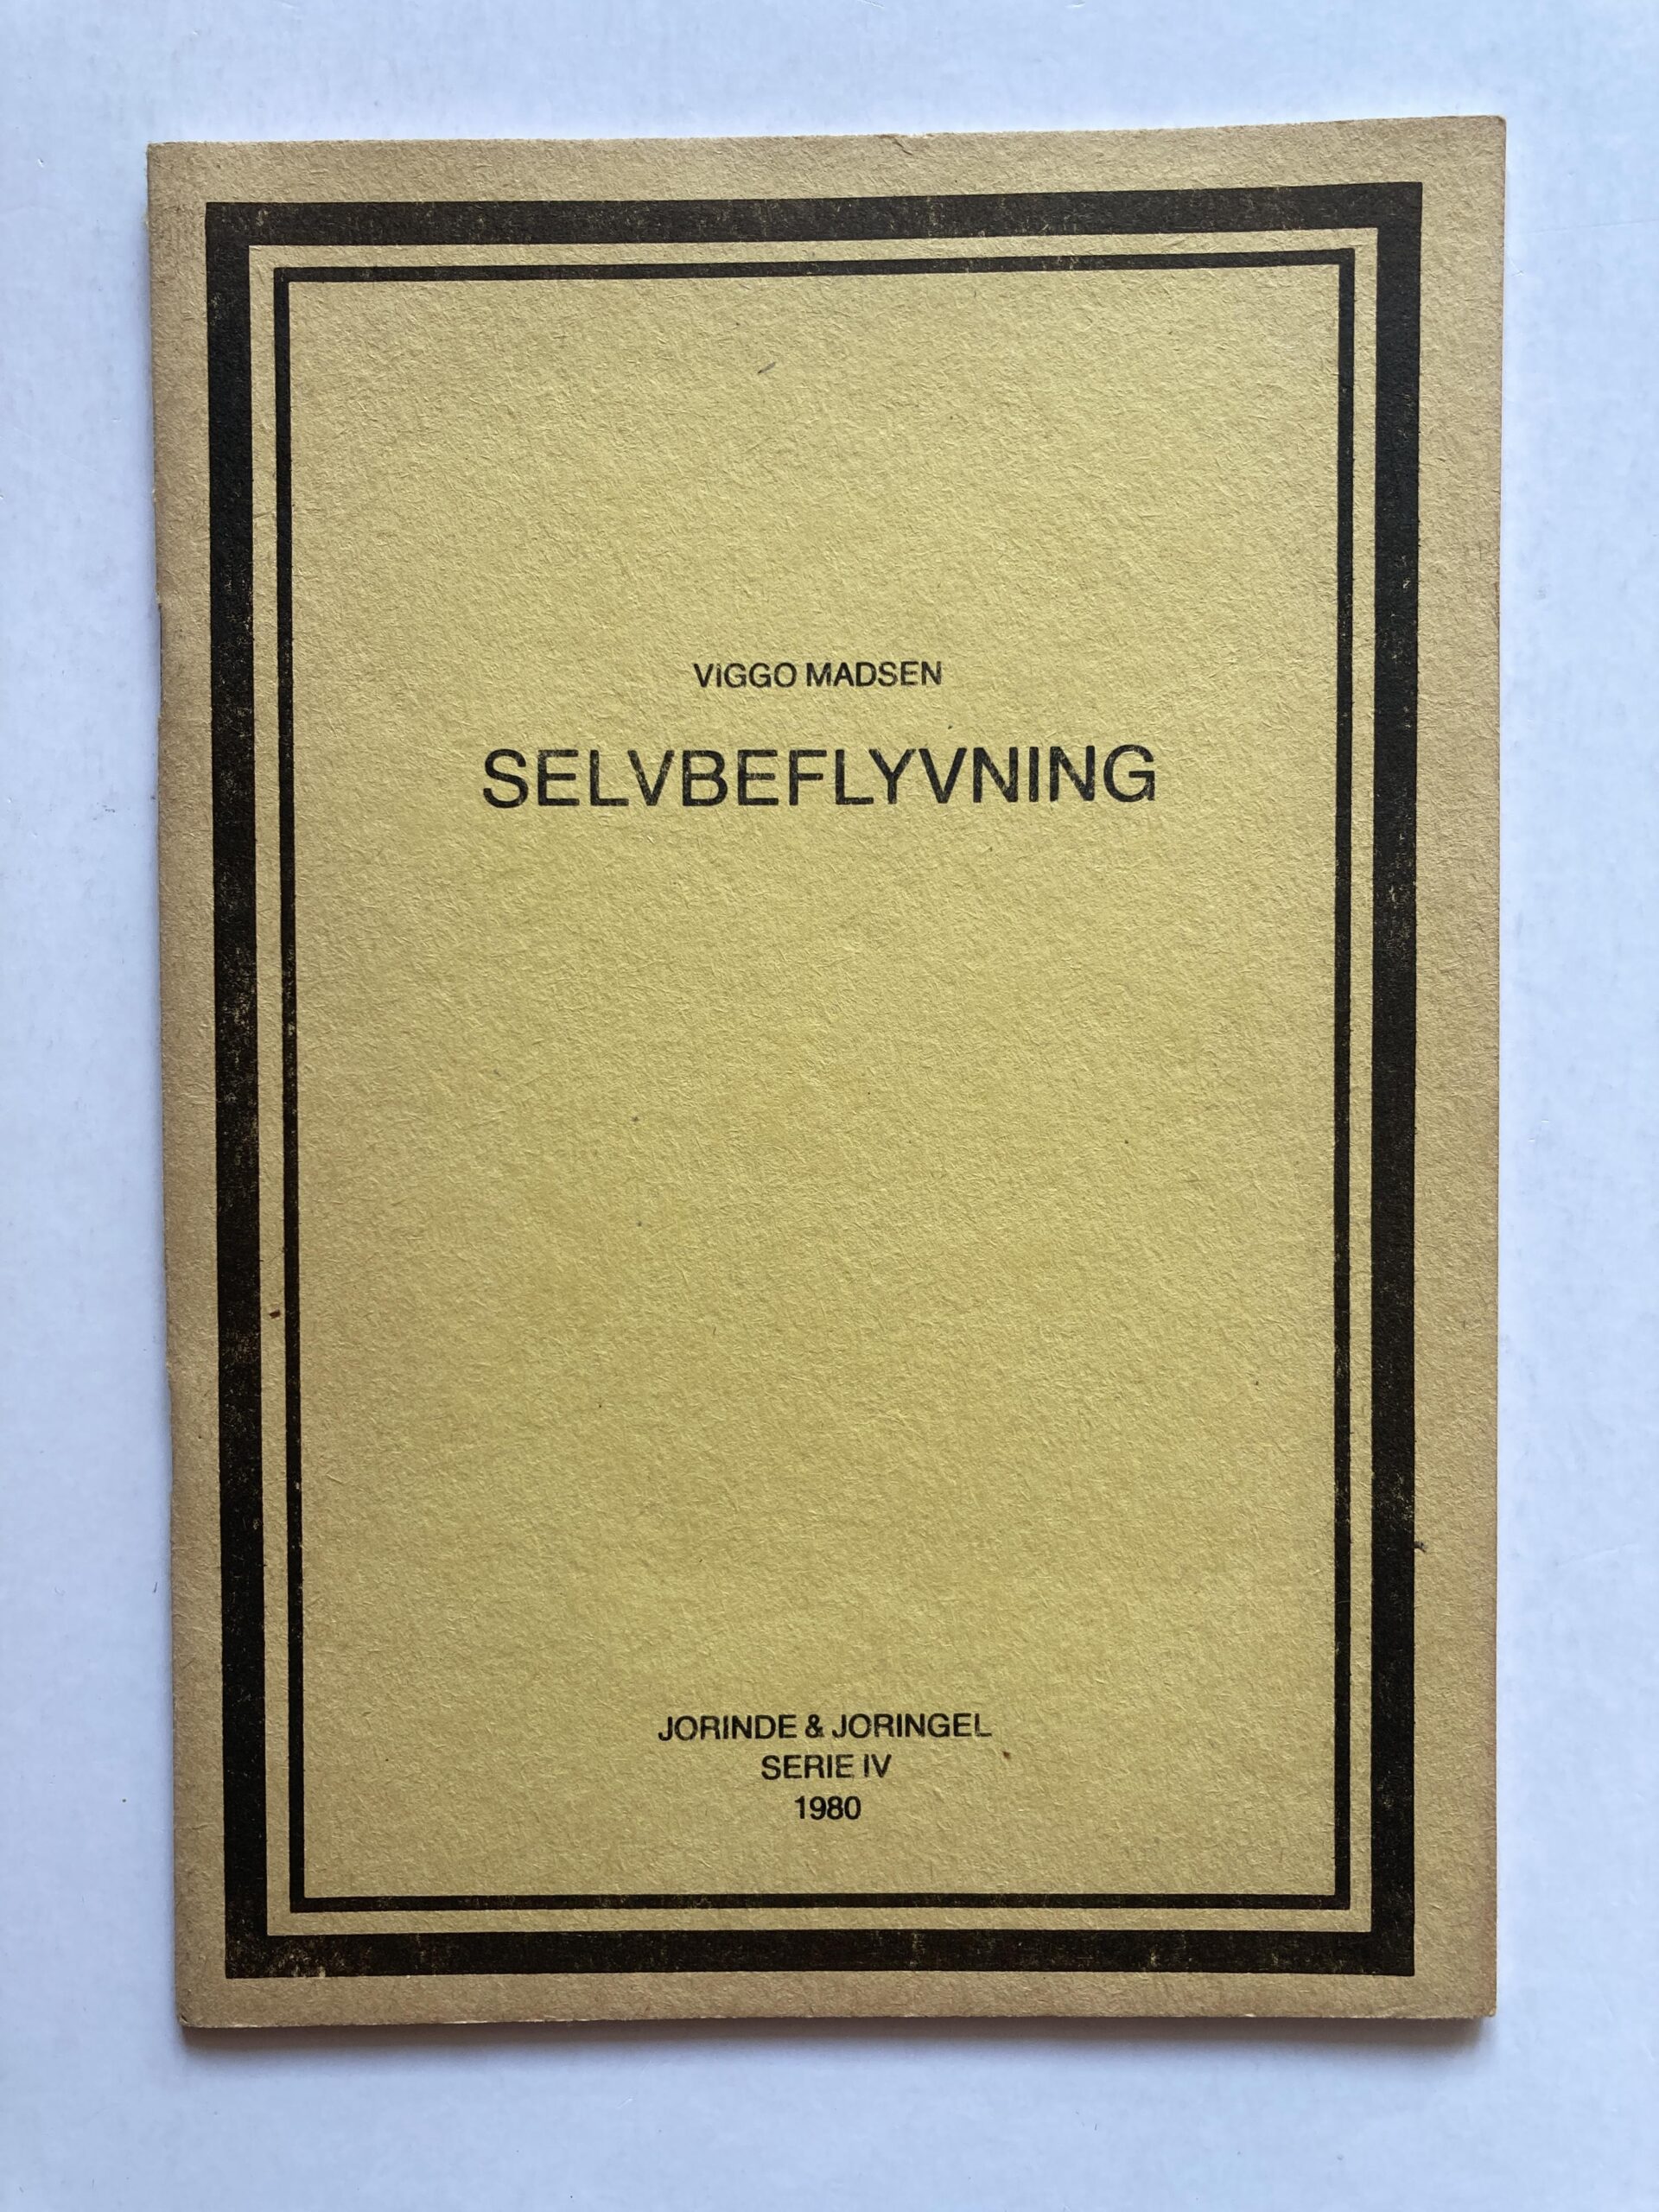 VIGGO MADSEN
SELVBEFLYVNING
JORINDE & JORINGEL
SERIE IV
1980